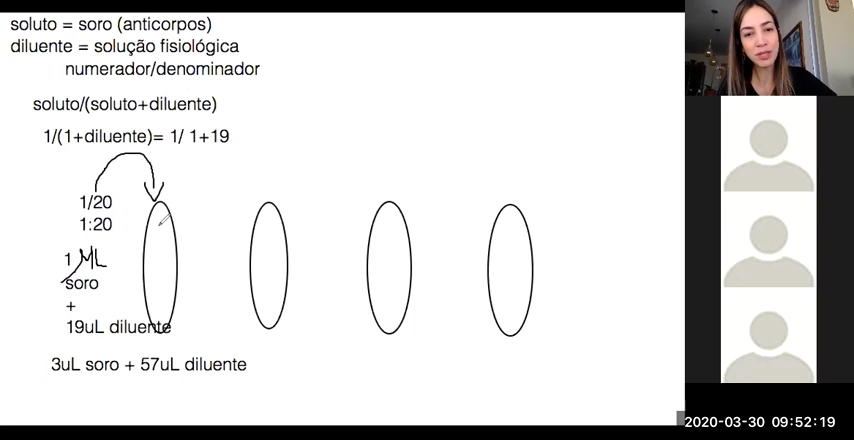 soluto = soro (anticorpos)
diluente = solução fisiológica
numerador/denominador
soluto/(soluto+diluente)
1/(1+diluente)= 1/ 1+19
1/20
1:20
1 ML
soro
+
19uL diluente
3uL soro + 57uL diluente
2020-03-30 09:52:19